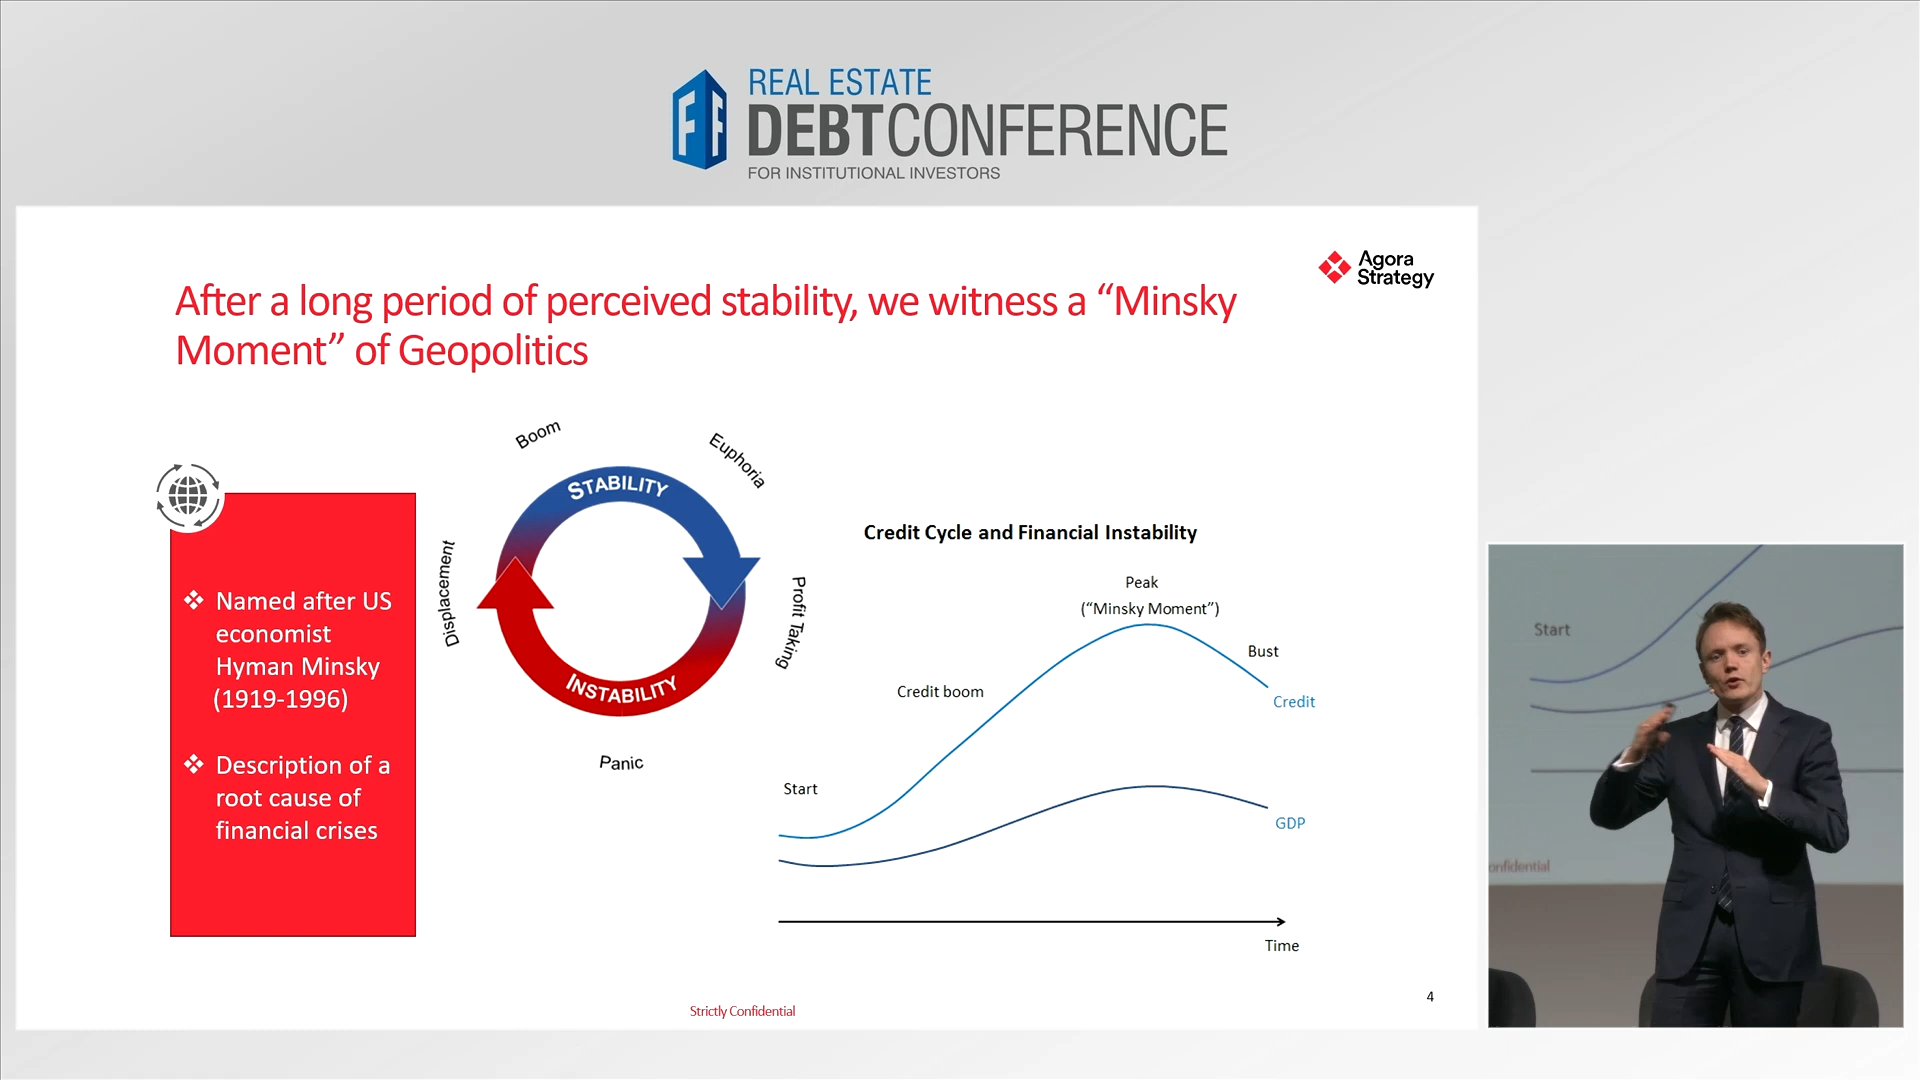 REAL ESTATE
DEBTCONFERENCE
FOR INSTITUTIONAL INVESTORS
Agora
Strategy
After a long period of perceived stability, we witness a “Minsky
Moment” of Geopolitics
❖ Named after US
economist
Hyman Minsky
(1919-1996)
❖ Description of a
root cause of
financial crises
Boom
Euphoria
STABILITY
Displacement
Profit Taking
INSTABILITY
Panic
Credit Cycle and Financial Instability
Peak
(“Minsky Moment”)
Bust
Credit boom
Credit
Start
GDP
Time
Strictly Confidential
4
Start
onfidential